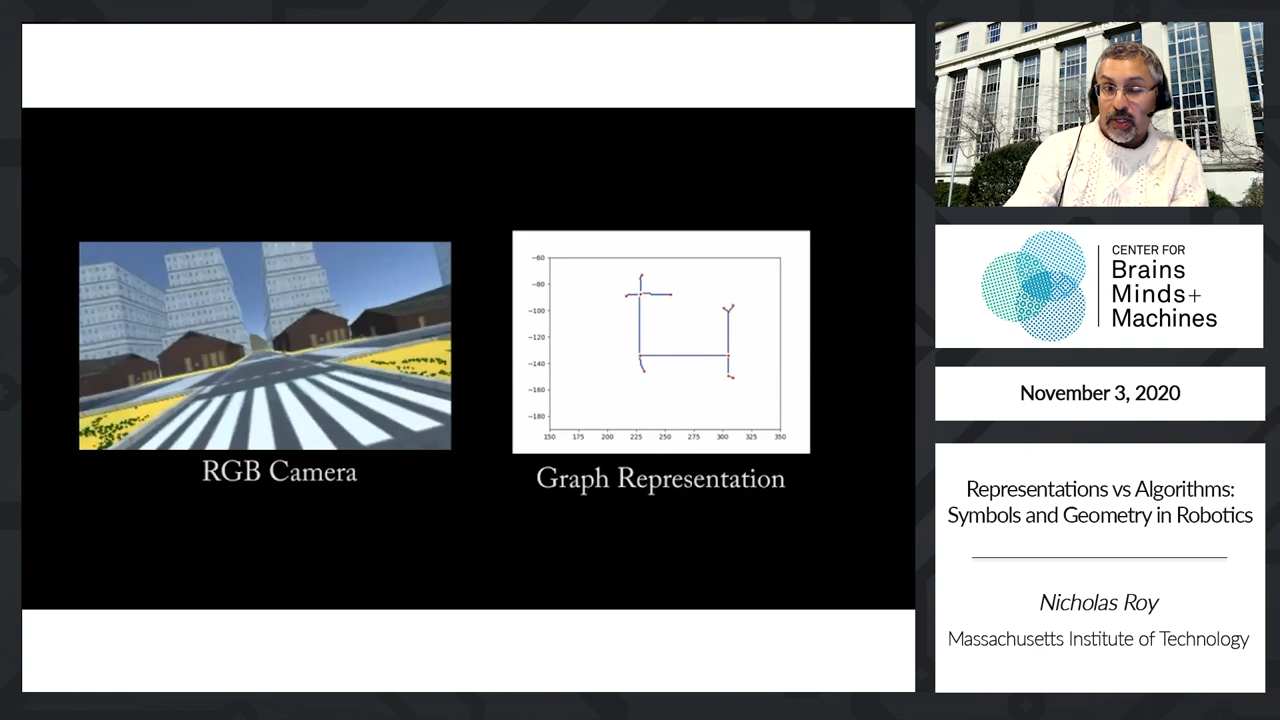 RGB Camera
−60
−80
−100
−120
−140
−160
−180
150 175 200 225 250 275 300 325 350
Graph Representation
CENTER FOR
Brains
Minds+
Machines
November 3, 2020
Representations vs Algorithms:
Symbols and Geometry in Robotics
Nicholas Roy
Massachusetts Institute of Technology